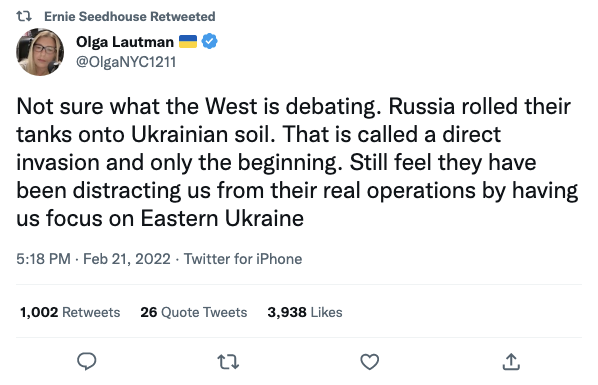 Ernie Seedhouse Retweeted
Olga Lautman 🇺🇦
@OlgaNYC1211
Not sure what the West is debating. Russia rolled their
tanks onto Ukrainian soil. That is called a direct
invasion and only the beginning. Still feel they have
been distracting us from their real operations by having
us focus on Eastern Ukraine
5:18 PM · Feb 21, 2022 · Twitter for iPhone
1,002 Retweets 26 Quote Tweets 3,938 Likes